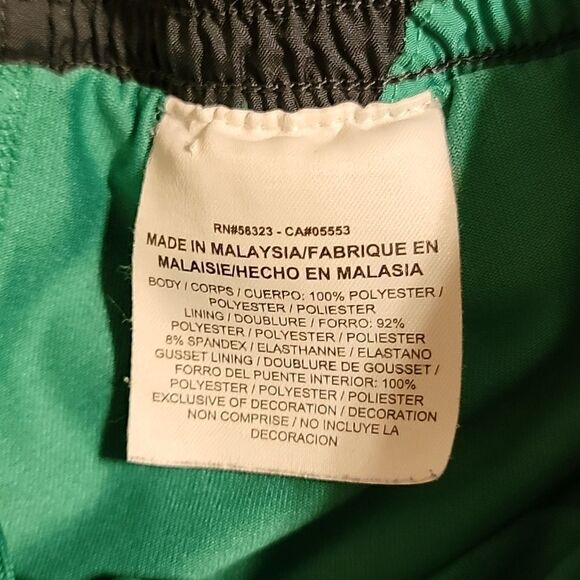 RN#56323 - CA#05553
MADE IN MALAYSIA/FABRIQUE EN
MALAISIE/HECHO EN MALASIA
BODY / CORPS / CUERPO: 100% POLYESTER /
POLYESTER / POLIESTER
LINING / DOUBLURE / FORRO: 92%
POLYESTER / POLYESTER / POLIESTER
8% SPANDEX / ELASTHANNE / ELASTANO
GUSSET LINING / DOUBLURE DE GOUSSET /
FORRO DEL PUENTE INTERIOR: 100%
POLYESTER / POLYESTER / POLIESTER
EXCLUSIVE OF DECORATION / DECORATION
NON COMPRISE / NO INCLUYE LA
DECORACION